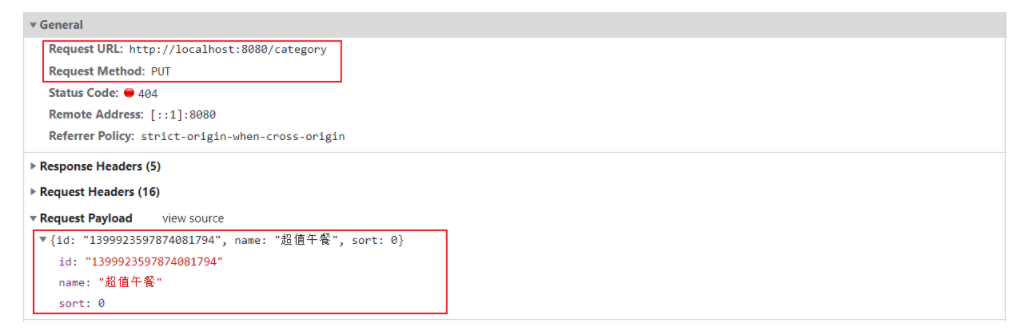 General
Request URL: http://localhost:8080/category
Request Method: PUT
Status Code: 404
Remote Address: [::1]:8080
Referrer Policy: strict-origin-when-cross-origin
Response Headers (5)
Request Headers (16)
Request Payload view source
{id: "1399923597874081794", name: "超值午餐", sort: 0}
id: "1399923597874081794"
name: "超值午餐"
sort: 0